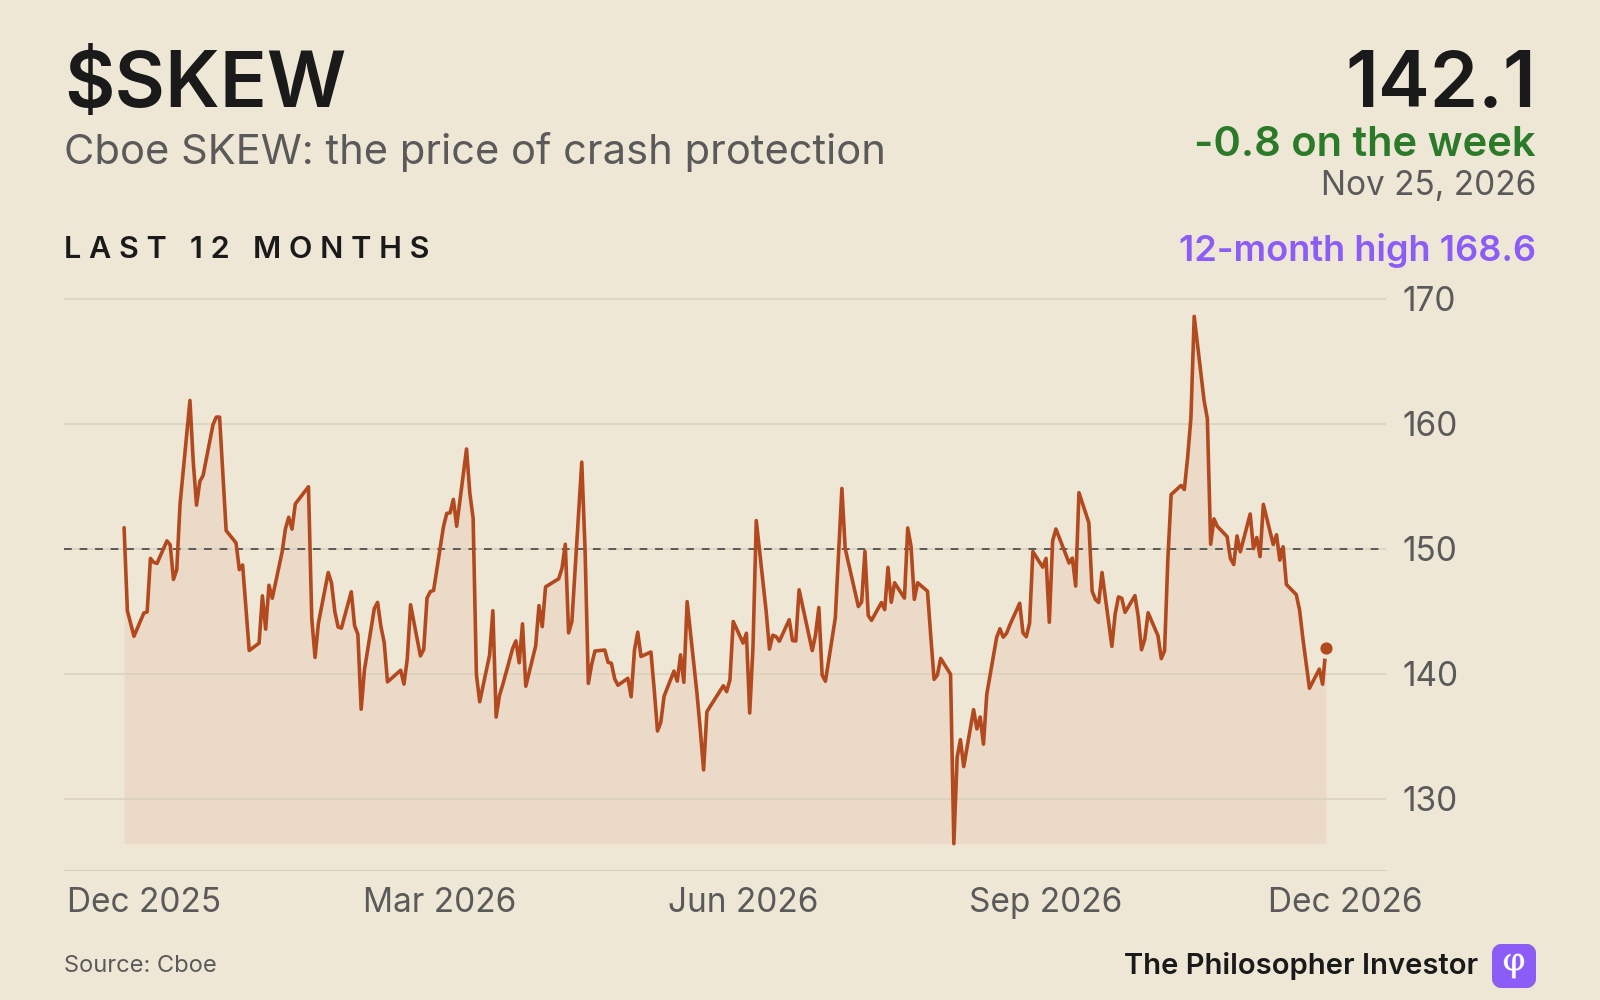 $SKEW
142.1
Cboe SKEW: the price of crash protection
-0.8 on the week
Nov 25, 2026
LAST 12 MONTHS
12-month high 168.6
170
160
150
140
130
Dec 2025
Mar 2026
Jun 2026
Sep 2026
Dec 2026
Source: Cboe
The Philosopher Investor φ